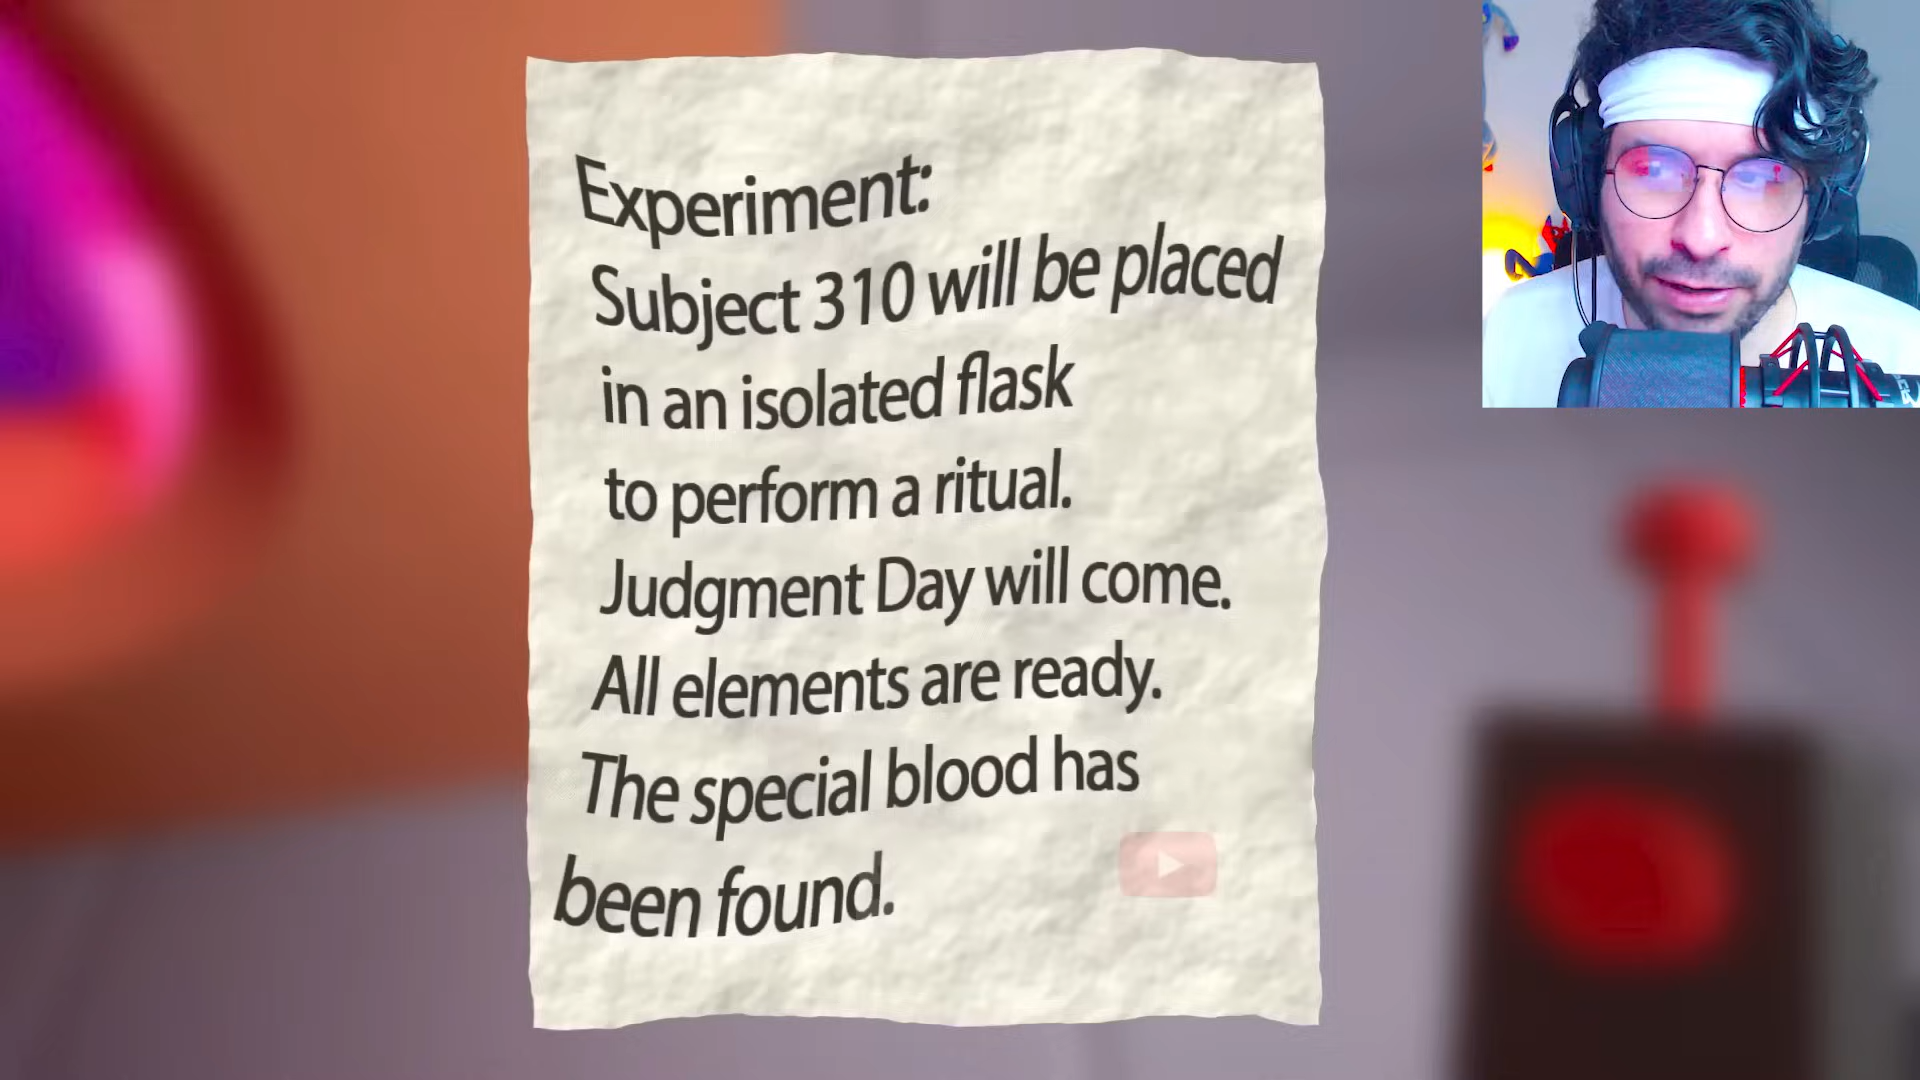 Experiment:
Subject 310 will be placed
in an isolated flask
to perform a ritual.
Judgment Day will come.
All elements are ready.
The special blood has
been found.